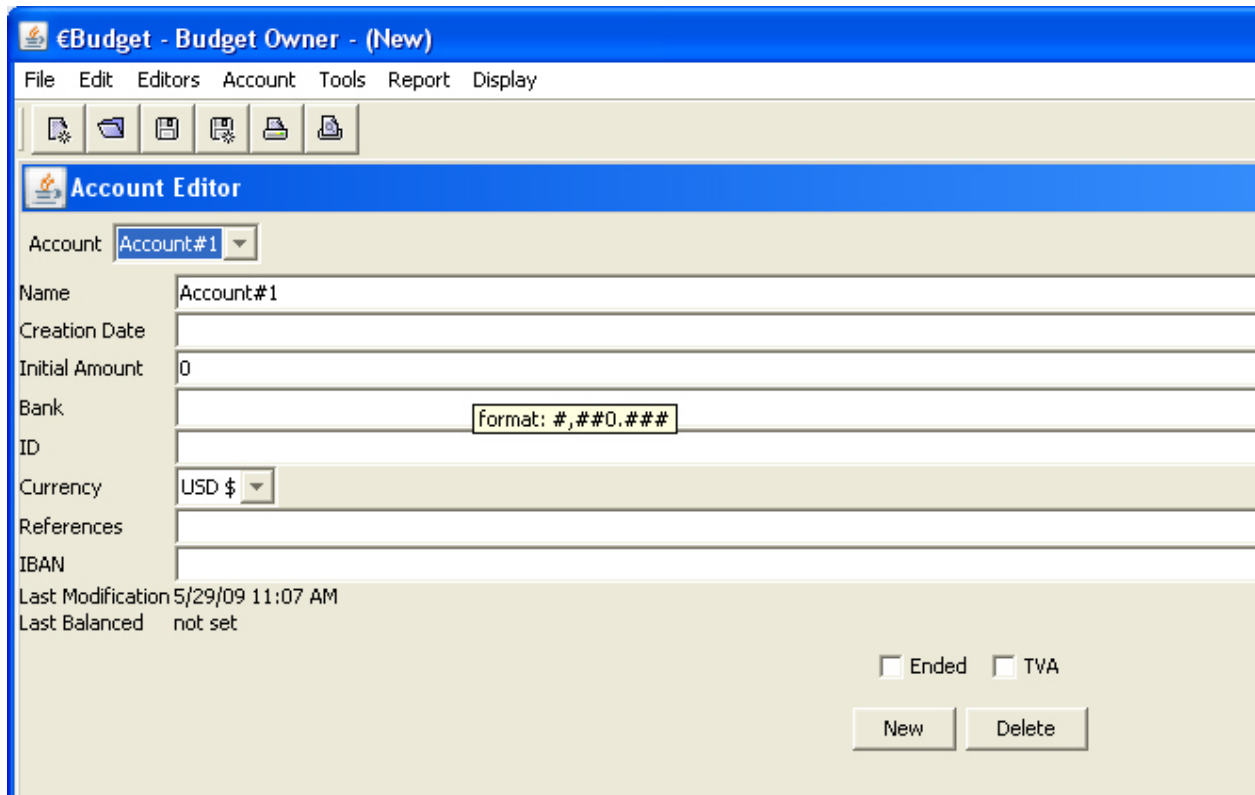 €Budget - Budget Owner - (New)
File Edit Editors Account Tools Report Display
Account Editor
Account Account#1
Name Account#1
Creation Date
Initial Amount 0
Bank
format: #,##0.###
ID
Currency USD $
References
IBAN
Last Modification 5/29/09 11:07 AM
Last Balanced not set
Ended TVA
New Delete